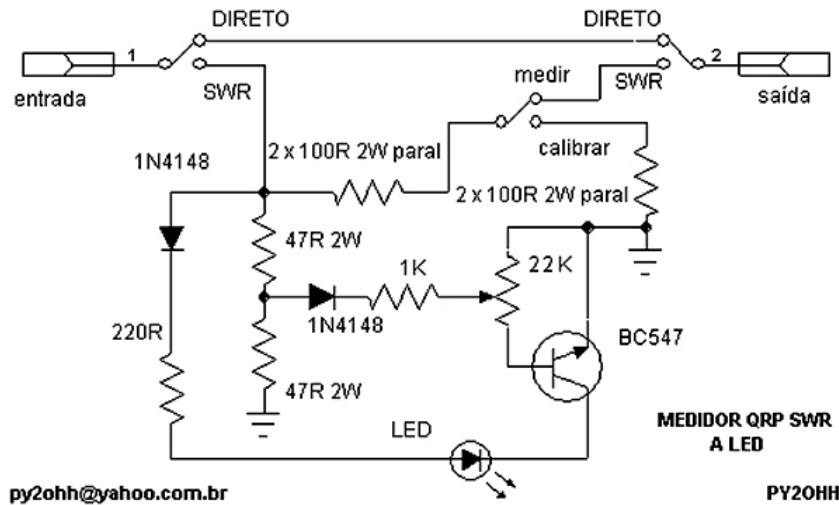 DIRETO
DIRETO
1
2
entrada
SWR
medir
SWR
saída
1N4148
2 x 100R 2W paral
calibrar
2 x 100R 2W paral
47R 2W
1K
22K
1N4148
220R
BC547
47R 2W
LED
MEDIDOR QRP SWR
A LED
py2ohh@yahoo.com.br
PY2OHH